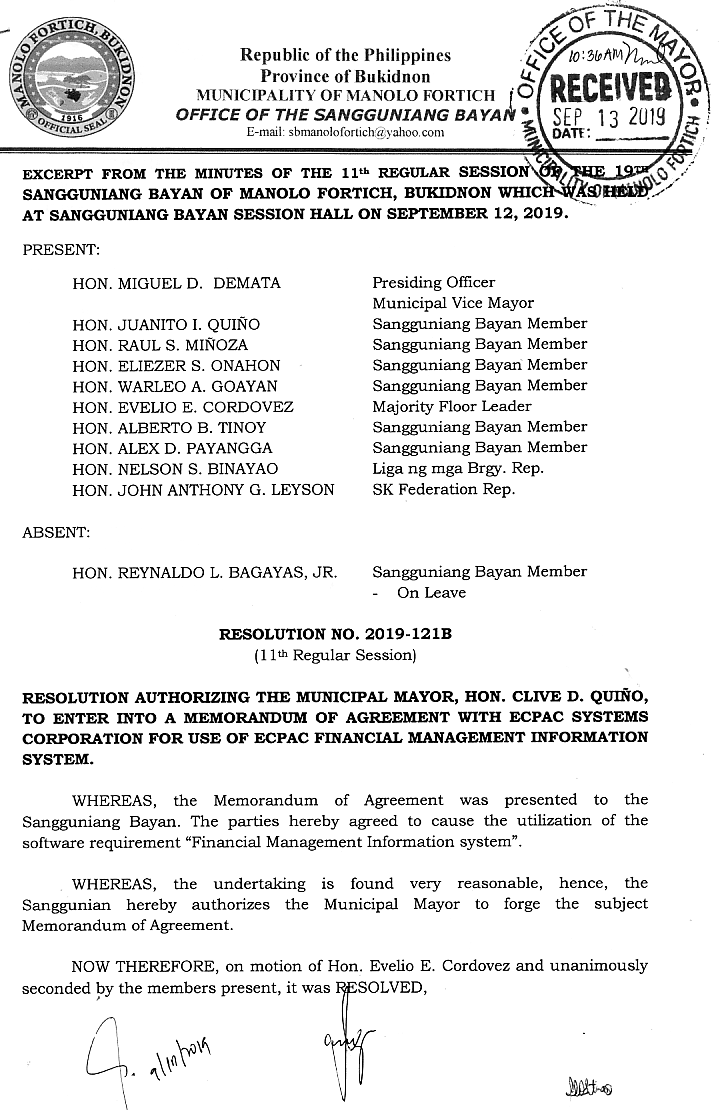 MANOLO FORTICH, BUKIDNON
1916
OFFICIAL SEAL
Republic of the Philippines
Province of Bukidnon
MUNICIPALITY OF MANOLO FORTICH
OFFICE OF THE SANGGUNIANG BAYAN
E-mail: sbmanolofortich@yahoo.com
OFFICE OF THE MAYOR
10:36AM
RECEIVED
SEP 13 2019
DATE:
MUNICIPALITY OF MANOLO FORTICH
EXCERPT FROM THE MINUTES OF THE 11th REGULAR SESSION OF THE 19TH
SANGGUNIANG BAYAN OF MANOLO FORTICH, BUKIDNON WHICH WAS HELD
AT SANGGUNIANG BAYAN SESSION HALL ON SEPTEMBER 12, 2019.
PRESENT:
HON. MIGUEL D. DEMATA Presiding Officer
Municipal Vice Mayor
HON. JUANITO I. QUIÑO Sangguniang Bayan Member
HON. RAUL S. MIÑOZA Sangguniang Bayan Member
HON. ELIEZER S. ONAHON Sangguniang Bayan Member
HON. WARLEO A. GOAYAN Sangguniang Bayan Member
HON. EVELIO E. CORDOVEZ Majority Floor Leader
HON. ALBERTO B. TINOY Sangguniang Bayan Member
HON. ALEX D. PAYANGGA Sangguniang Bayan Member
HON. NELSON S. BINAYAO Liga ng mga Brgy. Rep.
HON. JOHN ANTHONY G. LEYSON SK Federation Rep.
ABSENT:
HON. REYNALDO L. BAGAYAS, JR. Sangguniang Bayan Member
- On Leave
RESOLUTION NO. 2019-121B
(11th Regular Session)
RESOLUTION AUTHORIZING THE MUNICIPAL MAYOR, HON. CLIVE D. QUIÑO,
TO ENTER INTO A MEMORANDUM OF AGREEMENT WITH ECPAC SYSTEMS
CORPORATION FOR USE OF ECPAC FINANCIAL MANAGEMENT INFORMATION
SYSTEM.
WHEREAS, the Memorandum of Agreement was presented to the
Sangguniang Bayan. The parties hereby agreed to cause the utilization of the
software requirement “Financial Management Information system”.
WHEREAS, the undertaking is found very reasonable, hence, the
Sanggunian hereby authorizes the Municipal Mayor to forge the subject
Memorandum of Agreement.
NOW THEREFORE, on motion of Hon. Evelio E. Cordovez and unanimously
seconded by the members present, it was RESOLVED,